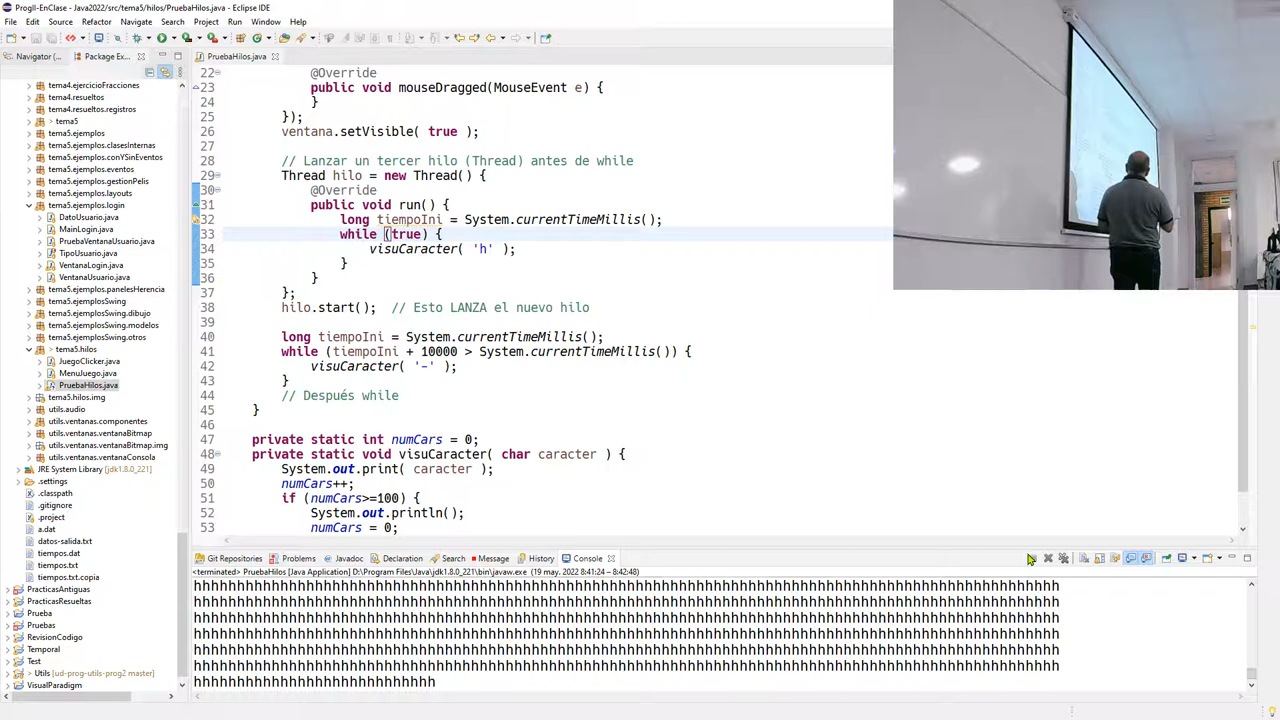 ProgII-EnClase - Java2022/src/tema5/hilos/PruebaHilos.java - Eclipse IDE
File Edit Source Refactor Navigate Search Project Run Window Help
Navigator Package Ex...
tema4.ejercicioFracciones
tema4.resueltos
tema4.resueltos.registros
> tema5
tema5.ejemplos
tema5.ejemplos.clasesInternas
tema5.ejemplos.conYSinEventos
tema5.ejemplos.eventos
tema5.ejemplos.gestionPelis
tema5.ejemplos.layouts
tema5.ejemplos.login
DatoUsuario.java
MainLogin.java
PruebaVentanaUsuario.java
TipoUsuario.java
VentanaLogin.java
VentanaUsuario.java
tema5.ejemplos.panelesHerencia
tema5.ejemplosSwing
tema5.ejemplosSwing.dibujo
tema5.ejemplosSwing.modelos
tema5.ejemplosSwing.otros
tema5.hilos
JuegoClicker.java
MenuJuego.java
PruebaHilos.java
tema5.hilos.img
utils.audio
utils.ventanas.componentes
utils.ventanas.ventanaBitmap
utils.ventanas.ventanaBitmap.img
utils.ventanas.ventanaConsola
JRE System Library [jdk1.8.0_221]
.settings
.classpath
.gitignore
.project
a.dat
datos-salida.txt
tiempos.dat
tiempos.txt
tiempos.txt.copia
PracticasAntiguas
PracticasResueltas
Prueba
Pruebas
RevisionCodigo
Temporal
Test
> Utils [ud-prog-utils-prog2 master]
VisualParadigm
PruebaHilos.java
22 @Override
23 public void mouseDragged(MouseEvent e) {
24 }
25 });
26 ventana.setVisible( true );
27
28 // Lanzar un tercer hilo (Thread) antes de while
29 Thread hilo = new Thread() {
30 @Override
31 public void run() {
32 long tiempoIni = System.currentTimeMillis();
33 while (true) {
34 visuCaracter( 'h' );
35 }
36 }
37 };
38 hilo.start(); // Esto LANZA el nuevo hilo
39
40 long tiempoIni = System.currentTimeMillis();
41 while (tiempoIni + 10000 > System.currentTimeMillis()) {
42 visuCaracter( '-' );
43 }
44 // Después while
45 }
46
47 private static int numCars = 0;
48 private static void visuCaracter( char caracter ) {
49 System.out.print( caracter );
50 numCars++;
51 if (numCars>=100) {
52 System.out.println();
53 numCars = 0;
Git Repositories Problems Javadoc Declaration Search Message History Console
<terminated> PruebaHilos [Java Application] D:\Program Files\Java\jdk1.8.0_221\bin\javaw.exe (19 may. 2022 8:41:24 – 8:42:48)
hhhhhhhhhhhhhhhhhhhhhhhhhhhhhhhhhhhhhhhhhhhhhhhhhhhhhhhhhhhhhhhhhhhhhhhhhhhhhhhhhhhhhhhhhhhhhhhhhhhh
hhhhhhhhhhhhhhhhhhhhhhhhhhhhhhhhhhhhhhhhhhhhhhhhhhhhhhhhhhhhhhhhhhhhhhhhhhhhhhhhhhhhhhhhhhhhhhhhhhhh
hhhhhhhhhhhhhhhhhhhhhhhhhhhhhhhhhhhhhhhhhhhhhhhhhhhhhhhhhhhhhhhhhhhhhhhhhhhhhhhhhhhhhhhhhhhhhhhhhhhh
hhhhhhhhhhhhhhhhhhhhhhhhhhhhhhhhhhhhhhhhhhhhhhhhhhhhhhhhhhhhhhhhhhhhhhhhhhhhhhhhhhhhhhhhhhhhhhhhhhhh
hhhhhhhhhhhhhhhhhhhhhhhhhhhhhhhhhhhhhhhhhhhhhhhhhhhhhhhhhhhhhhhhhhhhhhhhhhhhhhhhhhhhhhhhhhhhhhhhhhhh
hhhhhhhhhhhhhhhhhhhhhhhhhhhhhhhhhhhhhhhhhhhhhhhhhhhhhhhhhhhhhhhhhhhhhhhhhhhhhhhhhhhhhhhhhhhhhhhhhhhh
hhhhhhhhhhhhhhhhhhhhhhhhhhhh